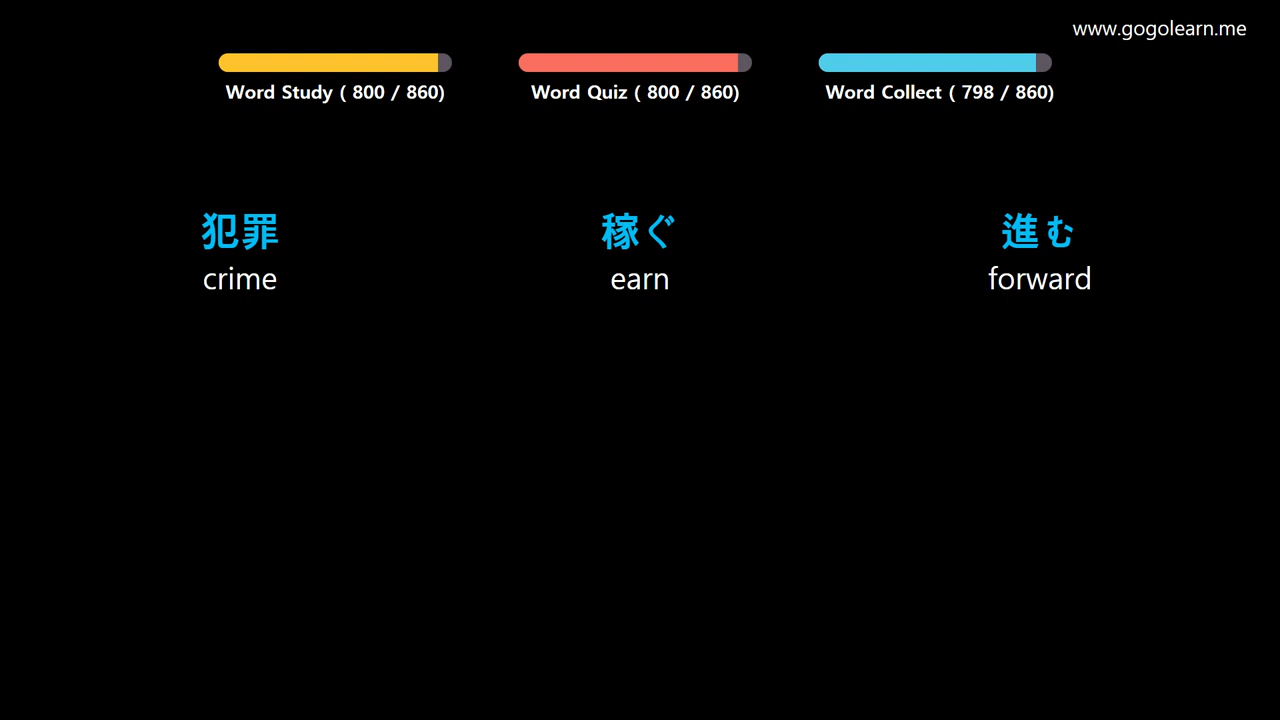 www.gogolearn.me
Word Study ( 800 / 860)
Word Quiz ( 800 / 860)
Word Collect ( 798 / 860)
犯罪
crime
稼ぐ
earn
進む
forward